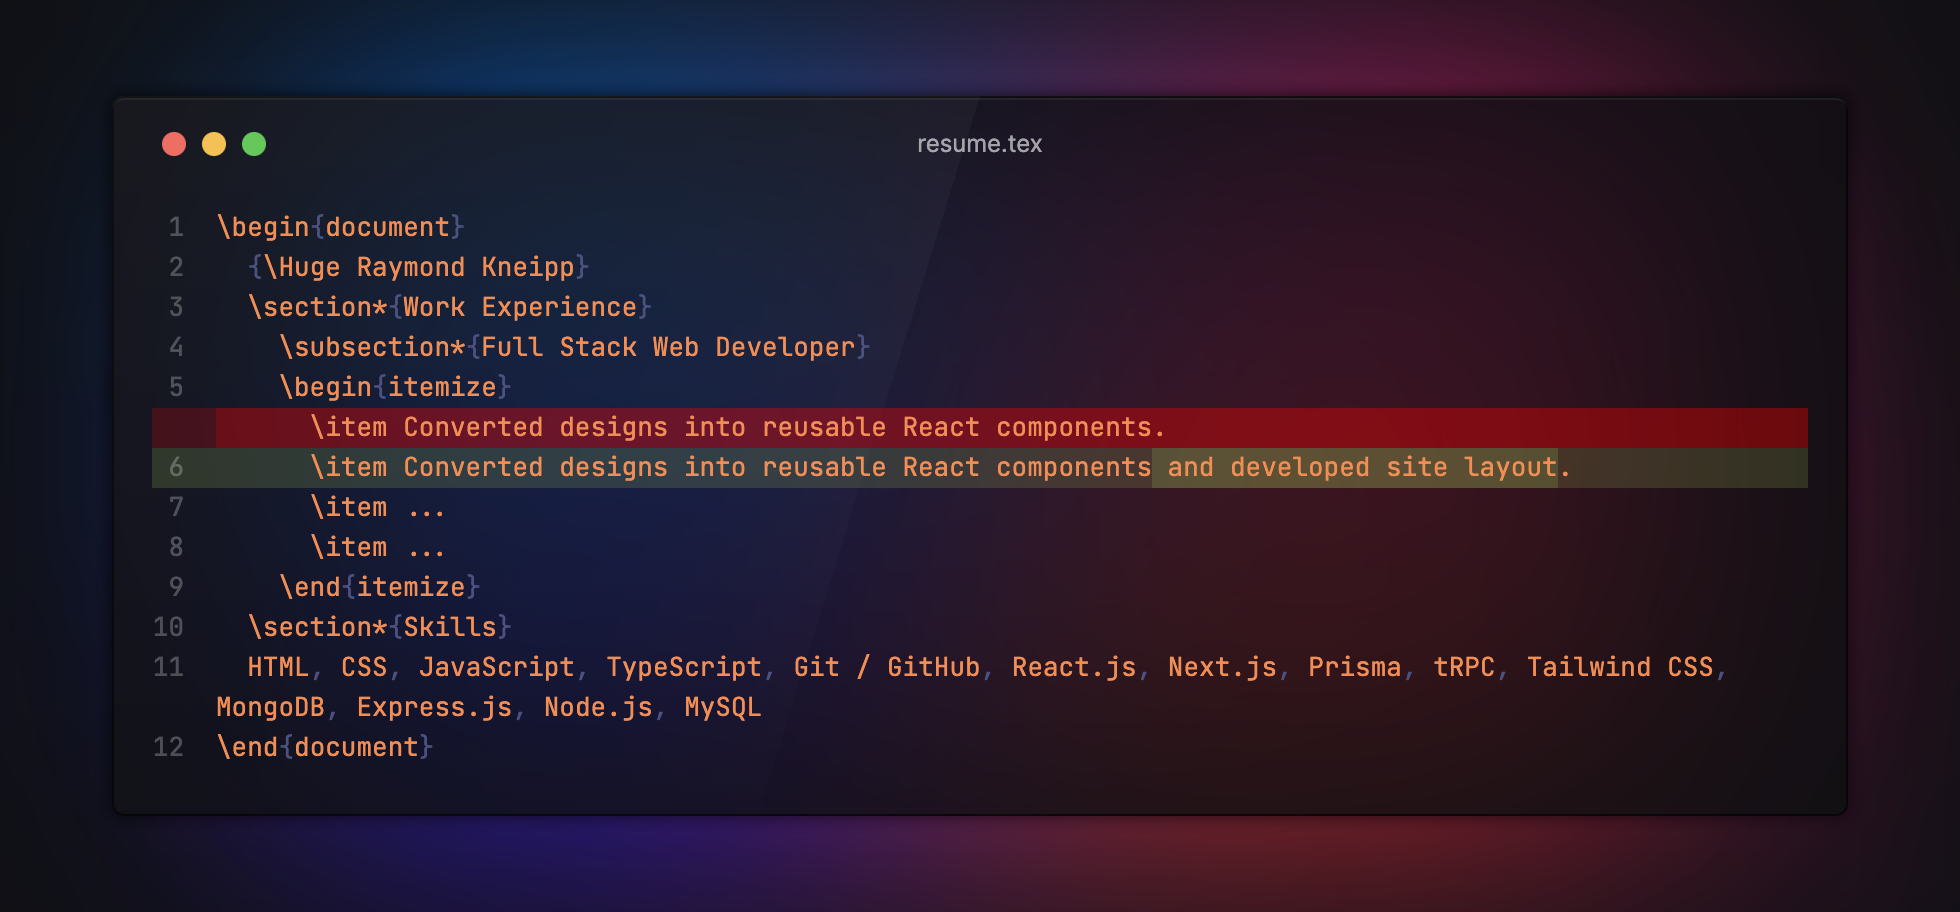 resume.tex
1 \begin{document}
2 {\Huge Raymond Kneipp}
3 \section*{Work Experience}
4 \subsection*{Full Stack Web Developer}
5 \begin{itemize}
\item Converted designs into reusable React components.
6 \item Converted designs into reusable React components and developed site layout.
7 \item ...
8 \item ...
9 \end{itemize}
10 \section*{Skills}
11 HTML, CSS, JavaScript, TypeScript, Git / GitHub, React.js, Next.js, Prisma, tRPC, Tailwind CSS,
MongoDB, Express.js, Node.js, MySQL
12 \end{document}